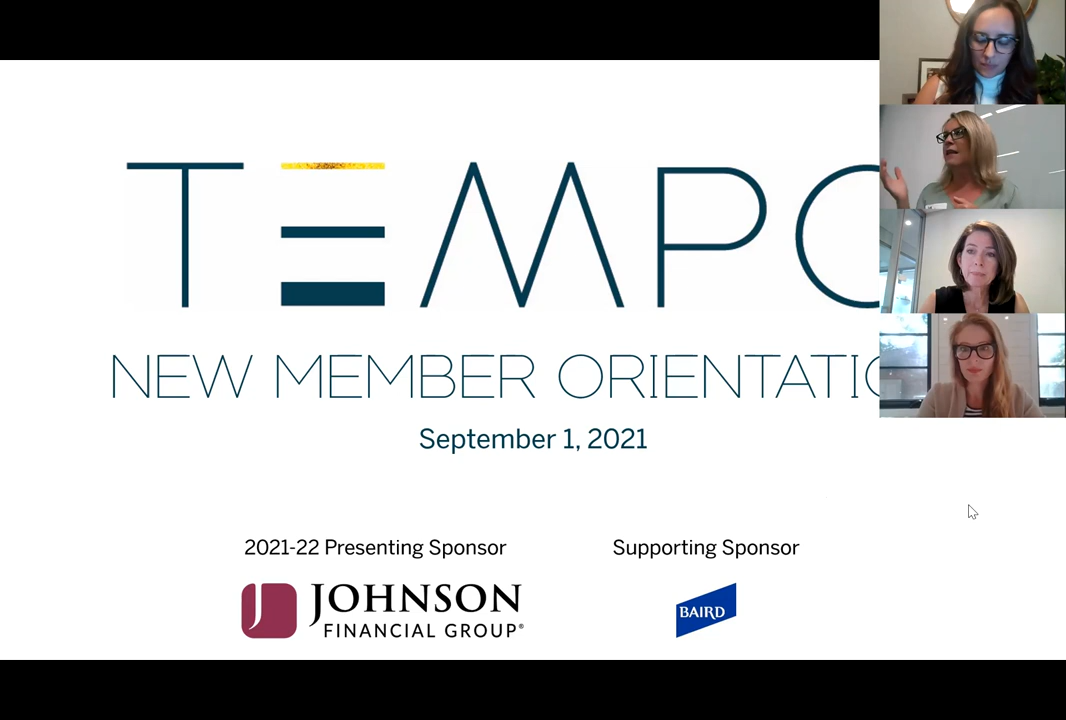 TEMPO
NEW MEMBER ORIENTATIO
September 1, 2021
2021-22 Presenting Sponsor
Supporting Sponsor
JOHNSON
FINANCIAL GROUP®
BAIRD